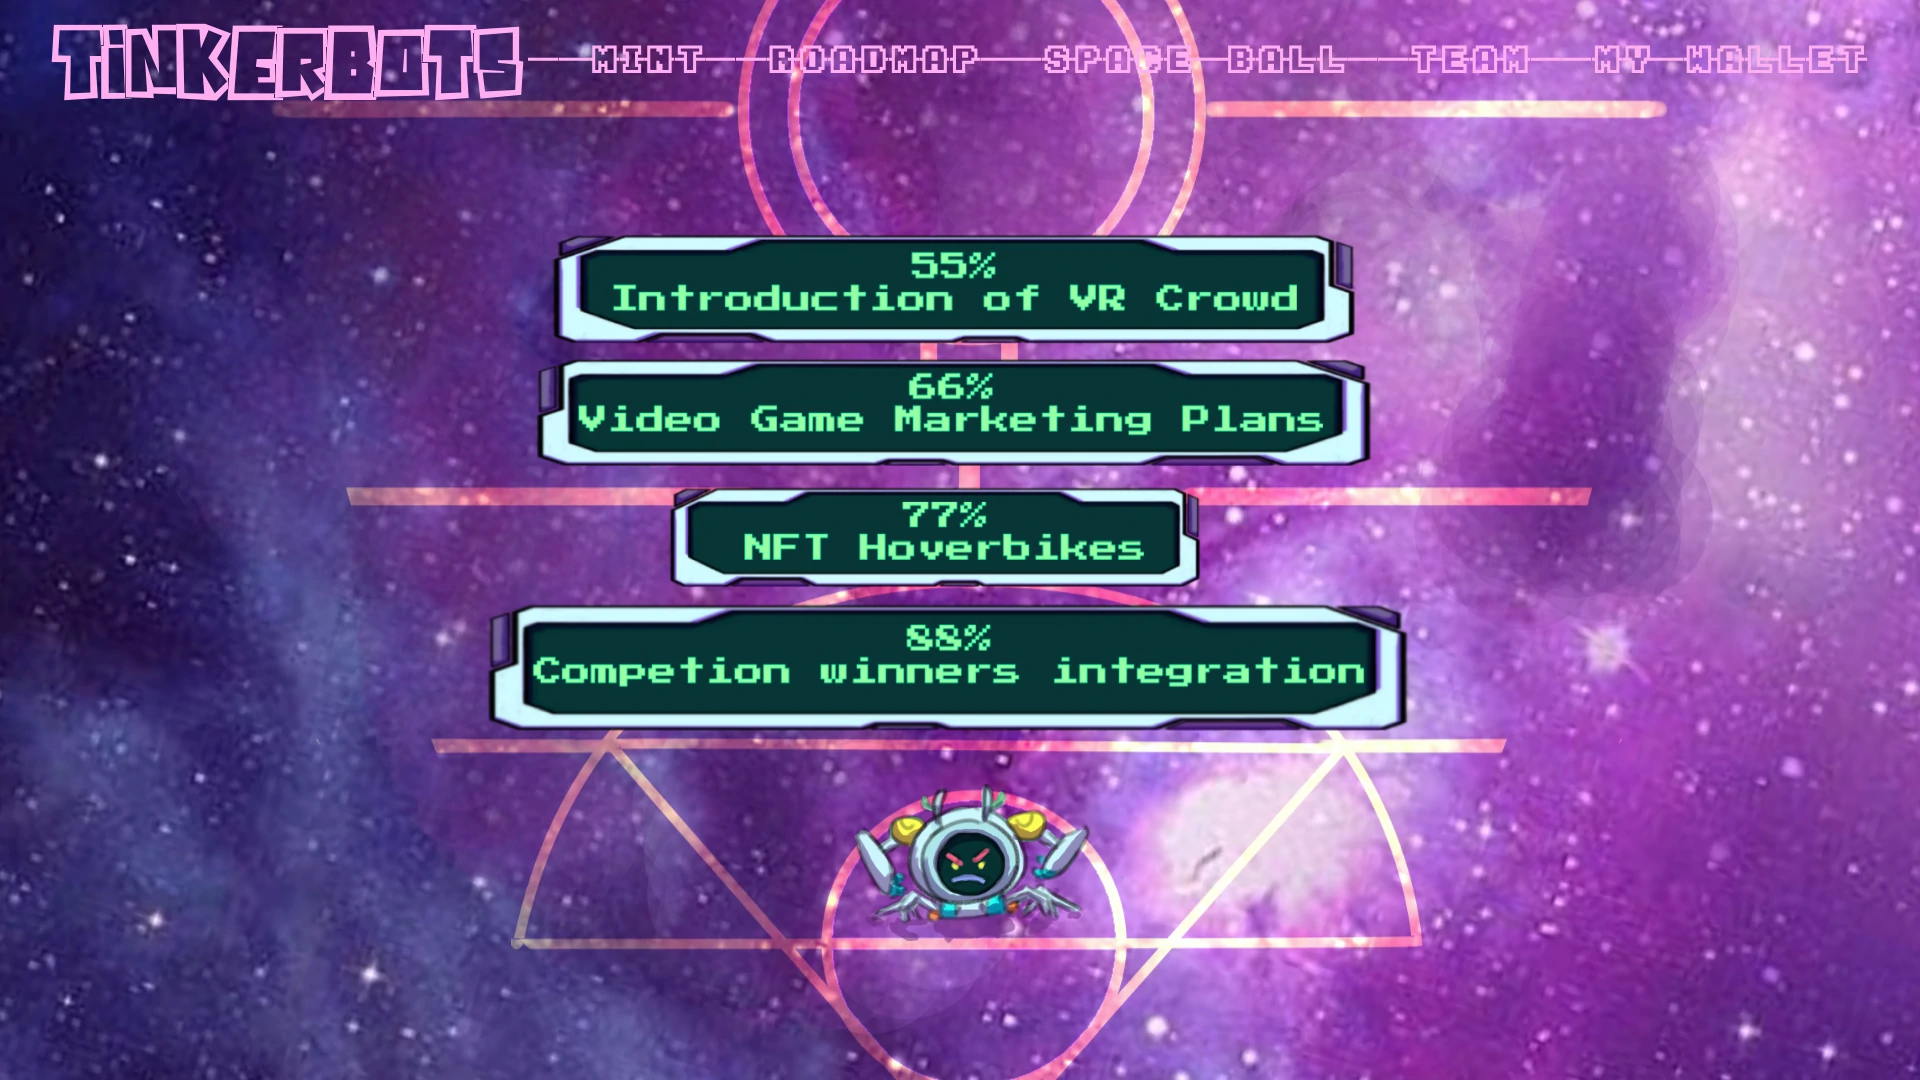 TiNKERBOTS
MINT ROADMAP SPACE BALL TEAM MY WALLET
55%
Introduction of VR Crowd
66%
Video Game Marketing Plans
77%
NFT Hoverbikes
88%
Competion winners integration